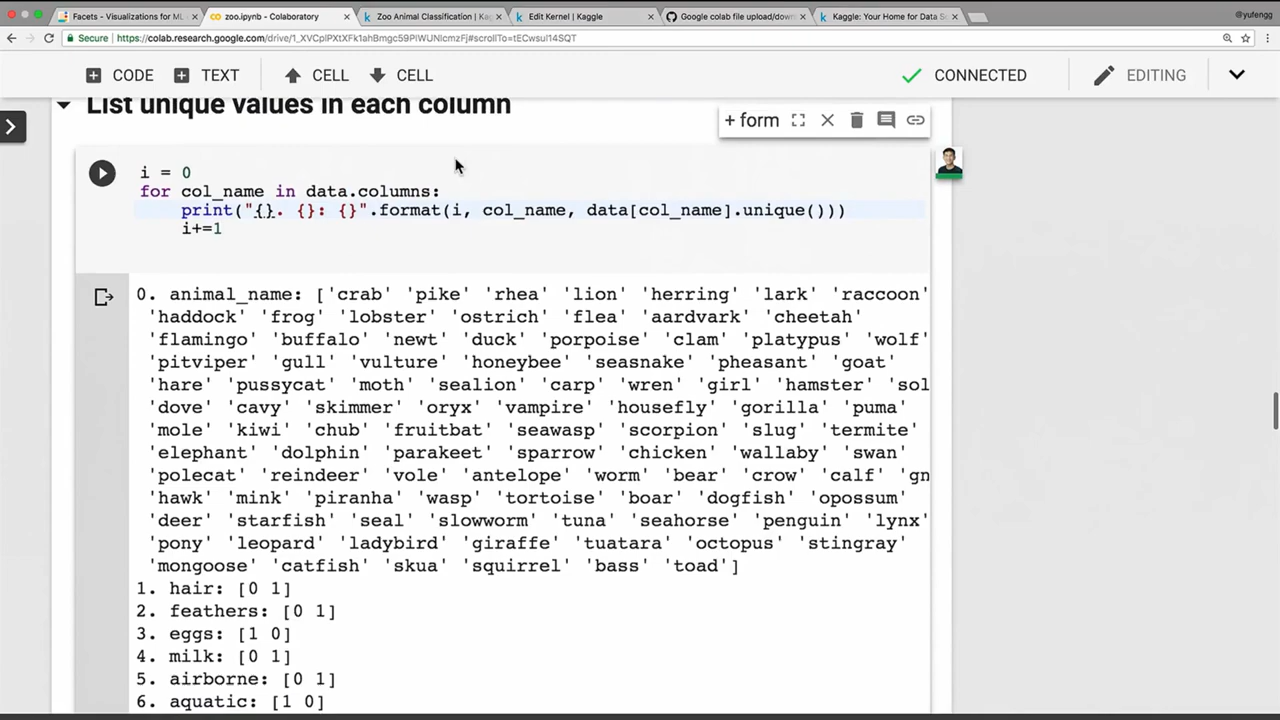 Facets - Visualizations for ML
zoo.ipynb - Colaboratory
Zoo Animal Classification | Ka
Edit Kernel | Kaggle
Google colab file upload/down
Kaggle: Your Home for Data S
@yufengg
Secure
https://colab.research.google.com/drive/1_XVCplPXtXFk1ahBmgc59PlWUNlcmzFj#scrollTo=tECwsul14SQT
CODE TEXT CELL CELL CONNECTED EDITING
List unique values in each column
+ form
i = 0
for col_name in data.columns:
print("{}. {}: {}".format(i, col_name, data[col_name].unique()))
i+=1
0. animal_name: ['crab' 'pike' 'rhea' 'lion' 'herring' 'lark' 'raccoon'
'haddock' 'frog' 'lobster' 'ostrich' 'flea' 'aardvark' 'cheetah'
'flamingo' 'buffalo' 'newt' 'duck' 'porpoise' 'clam' 'platypus' 'wolf'
'pitviper' 'gull' 'vulture' 'honeybee' 'seasnake' 'pheasant' 'goat'
'hare' 'pussycat' 'moth' 'sealion' 'carp' 'wren' 'girl' 'hamster' 'sol
'dove' 'cavy' 'skimmer' 'oryx' 'vampire' 'housefly' 'gorilla' 'puma'
'mole' 'kiwi' 'chub' 'fruitbat' 'seawasp' 'scorpion' 'slug' 'termite'
'elephant' 'dolphin' 'parakeet' 'sparrow' 'chicken' 'wallaby' 'swan'
'polecat' 'reindeer' 'vole' 'antelope' 'worm' 'bear' 'crow' 'calf' 'gn
'hawk' 'mink' 'piranha' 'wasp' 'tortoise' 'boar' 'dogfish' 'opossum'
'deer' 'starfish' 'seal' 'slowworm' 'tuna' 'seahorse' 'penguin' 'lynx'
'pony' 'leopard' 'ladybird' 'giraffe' 'tuatara' 'octopus' 'stingray'
'mongoose' 'catfish' 'skua' 'squirrel' 'bass' 'toad']
1. hair: [0 1]
2. feathers: [0 1]
3. eggs: [1 0]
4. milk: [0 1]
5. airborne: [0 1]
6. aquatic: [1 0]